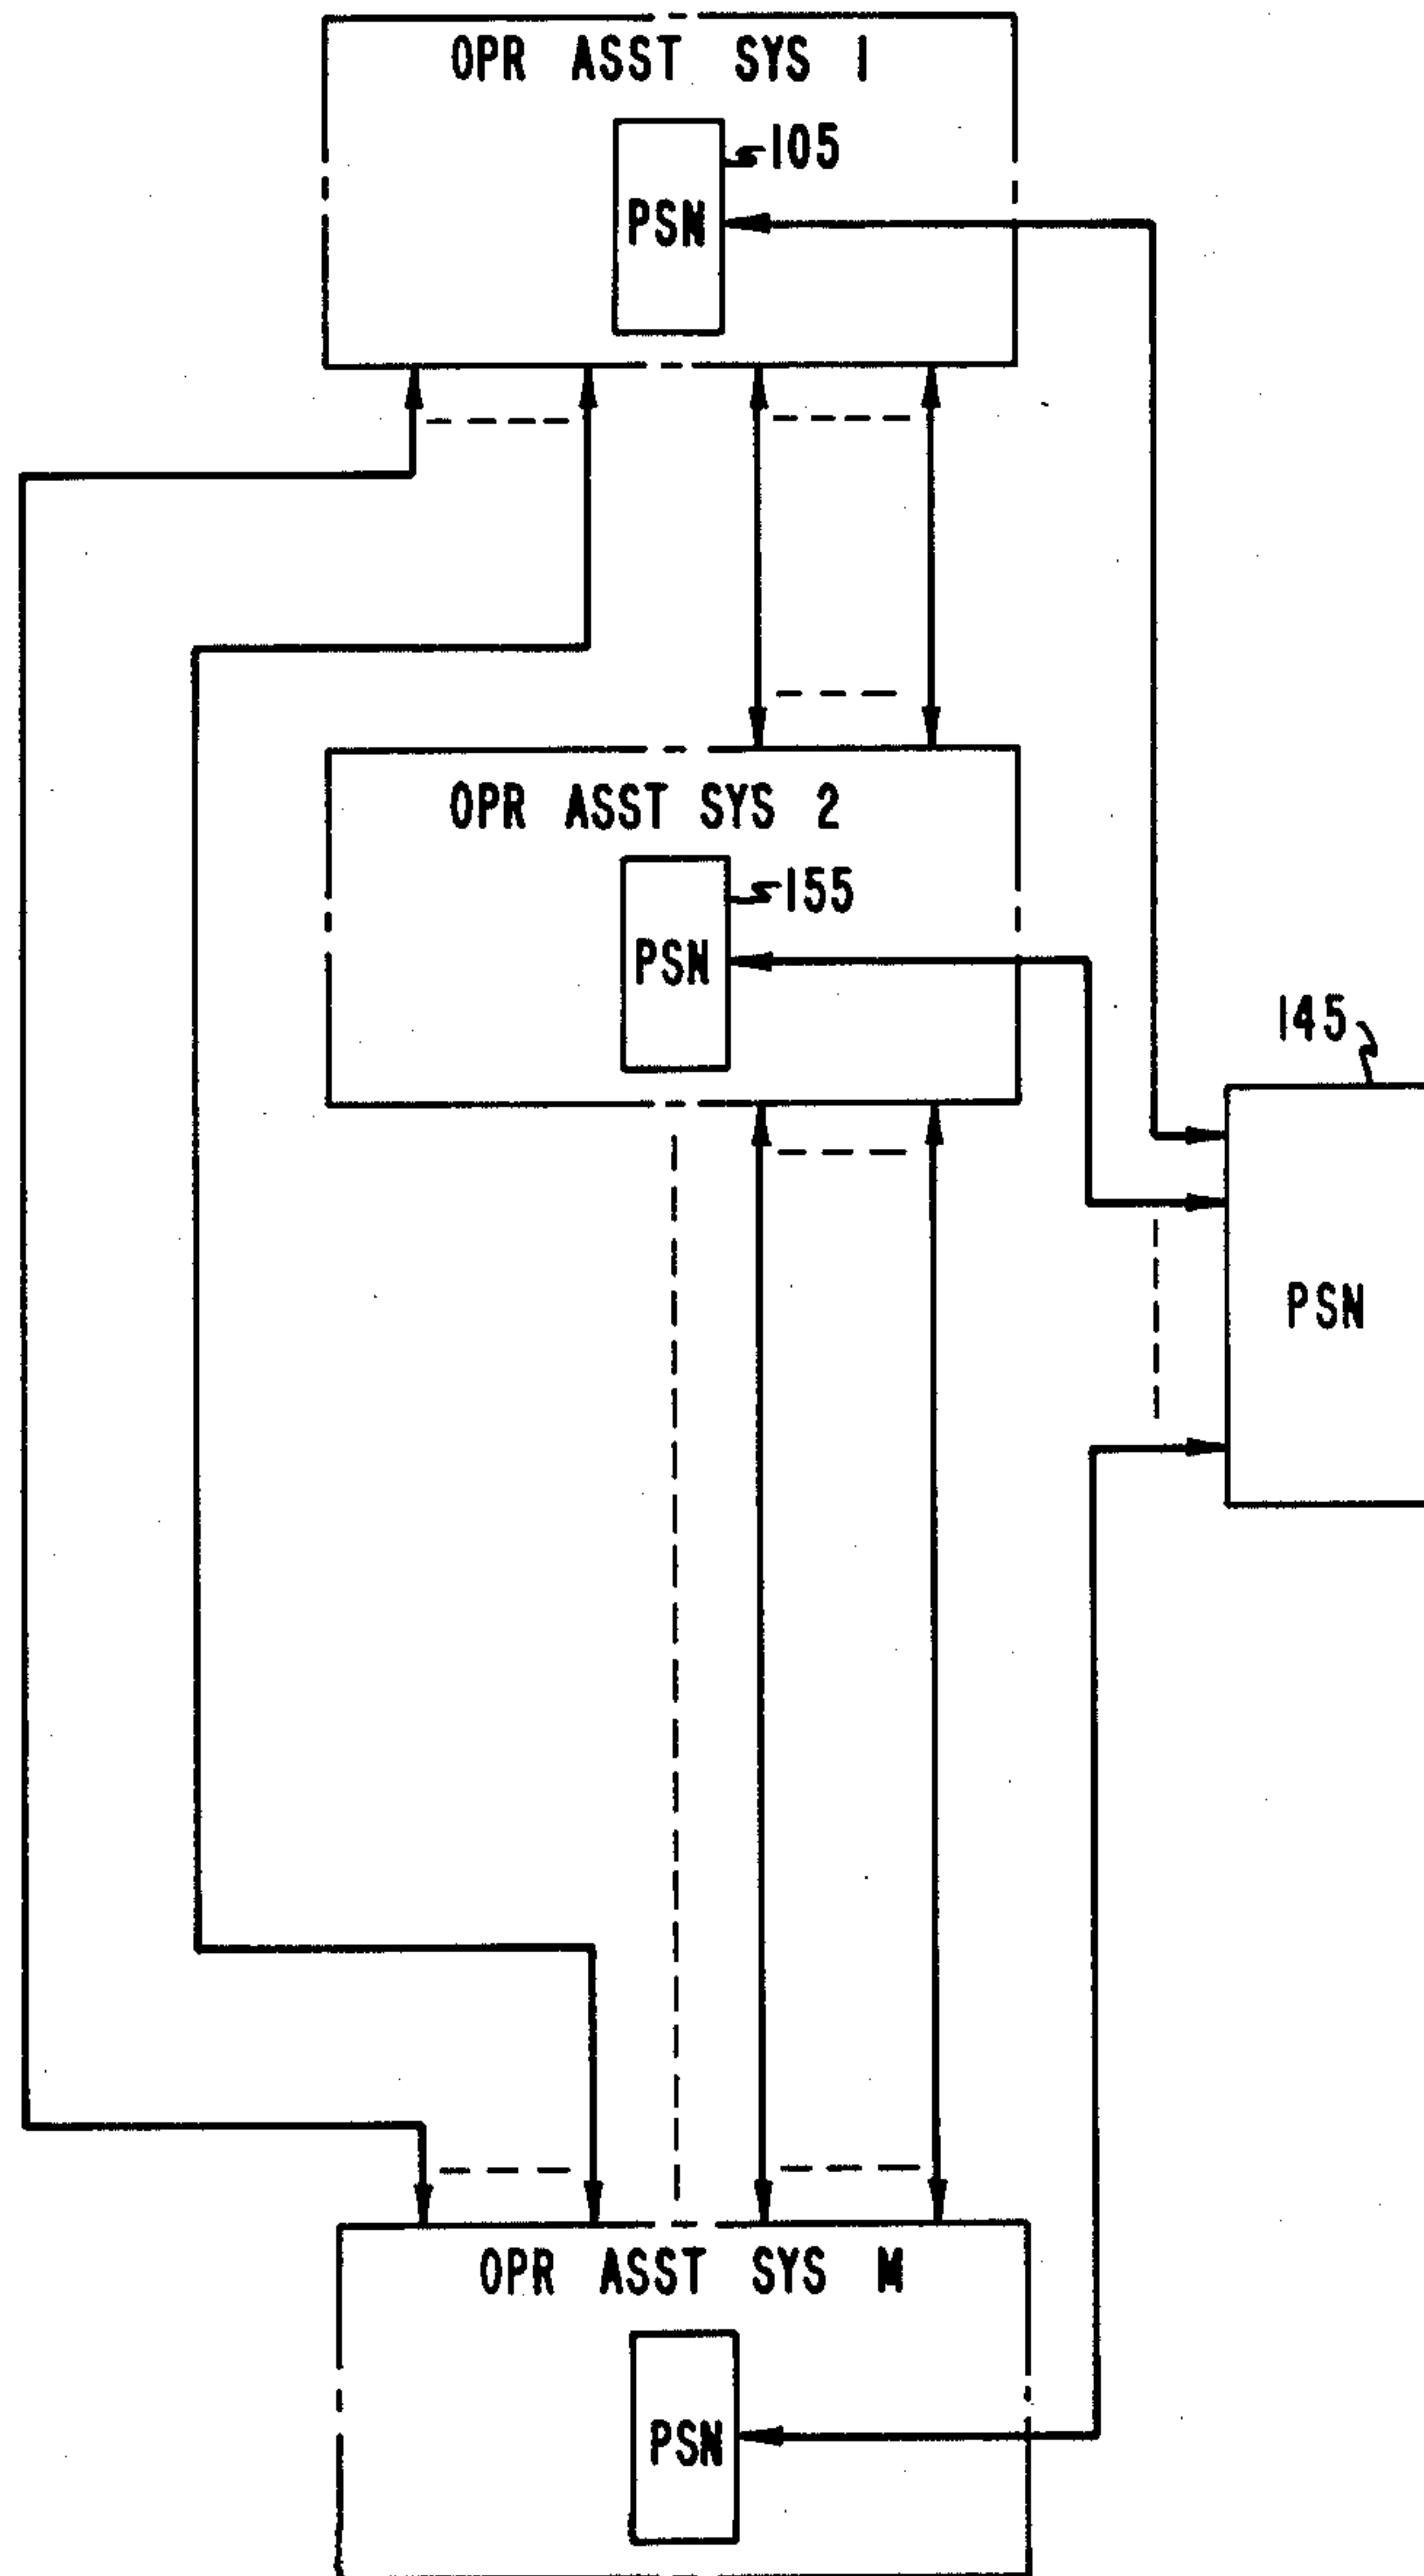 OPR ASST SYS 1
105
PSN
OPR ASST SYS 2
155
PSN
145
PSN
OPR ASST SYS M
PSN